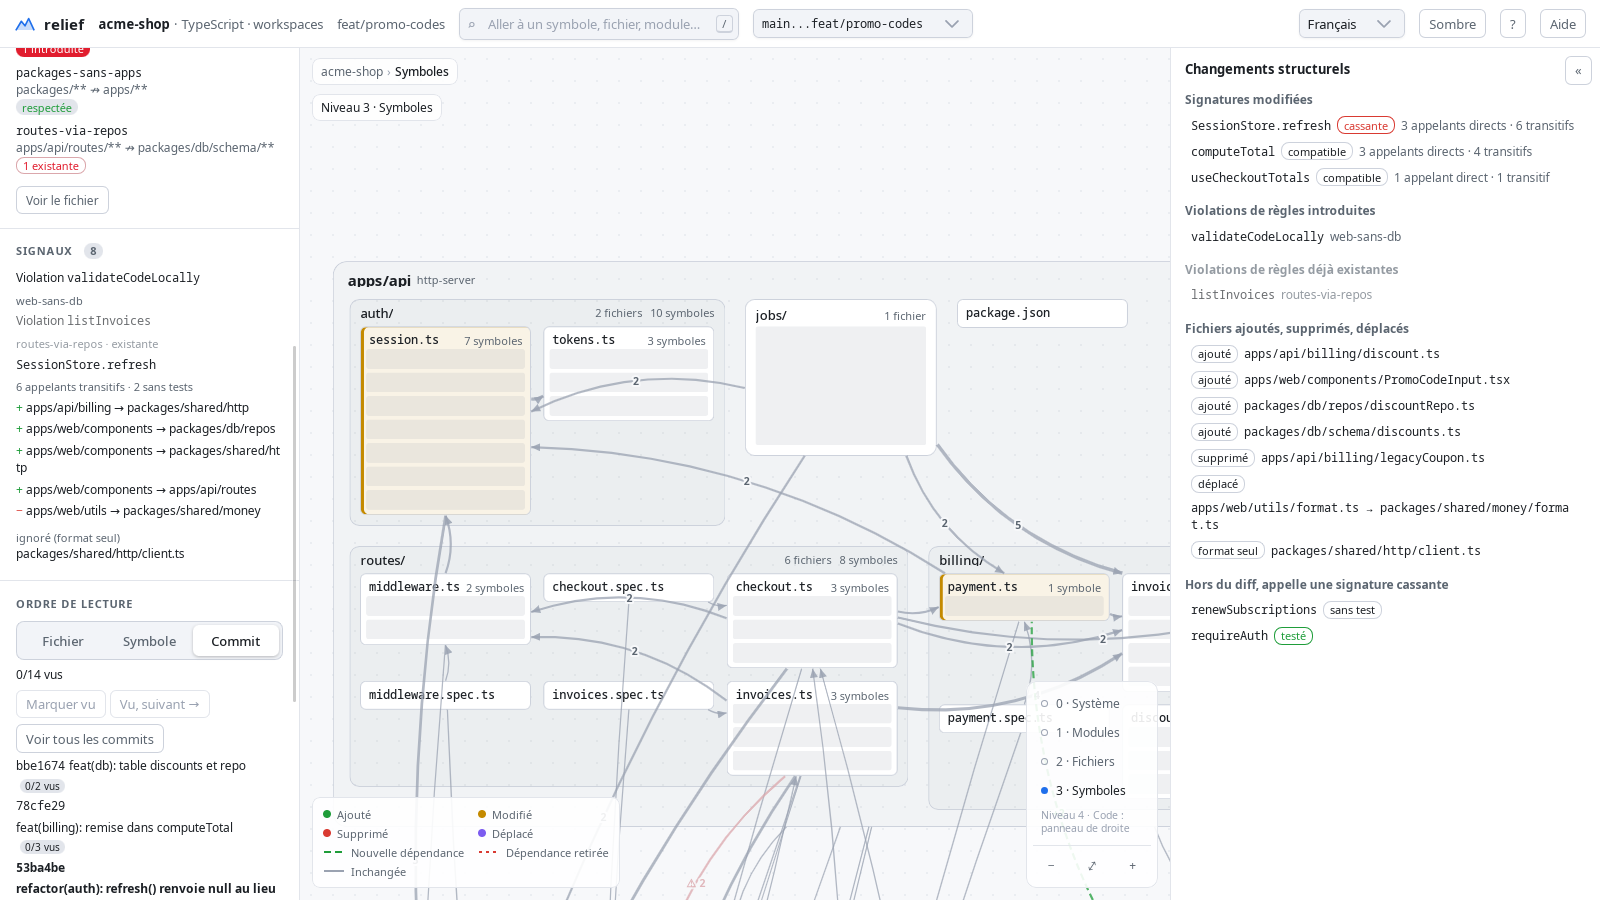 relief
acme-shop · TypeScript · workspaces
feat/promo-codes
Aller à un symbole, fichier, module...
/
main...feat/promo-codes
Français
Sombre
?
Aide
1 introduite
packages-sans-apps
packages/** ↛ apps/**
respectée
routes-via-repos
apps/api/routes/** ↛ packages/db/schema/**
1 existante
Voir le fichier
SIGNAUX 8
Violation validateCodeLocally
web-sans-db
Violation listInvoices
routes-via-repos · existante
SessionStore.refresh
6 appelants transitifs · 2 sans tests
+ apps/api/billing → packages/shared/http
+ apps/web/components → packages/db/repos
+ apps/web/components → packages/shared/ht
tp
+ apps/web/components → apps/api/routes
− apps/web/utils → packages/shared/money
ignoré (format seul)
packages/shared/http/client.ts
ORDRE DE LECTURE
Fichier
Symbole
Commit
0/14 vus
Marquer vu
Vu, suivant →
Voir tous les commits
bbe1674 feat(db): table discounts et repo
0/2 vus
78cfe29
feat(billing): remise dans computeTotal
0/3 vus
53ba4be
refactor(auth): refresh() renvoie null au lieu
acme-shop › Symboles
Niveau 3 · Symboles
apps/api http-server
auth/
2 fichiers 10 symboles
session.ts 7 symboles
tokens.ts 3 symboles
jobs/ 1 fichier
package.json
2
2
2
5
routes/
6 fichiers 8 symboles
middleware.ts 2 symboles
checkout.spec.ts
checkout.ts 3 symboles
2
2
middleware.spec.ts
invoices.spec.ts
invoices.ts 3 symboles
billing/
payment.ts 1 symbole
invoic
2
2
payment.spec.ts
discou
2
⚠ 2
Ajouté
Modifié
Supprimé
Déplacé
Nouvelle dépendance
Dépendance retirée
Inchangée
0 · Système
1 · Modules
2 · Fichiers
3 · Symboles
Niveau 4 · Code :
panneau de droite
− ⤢ +
Changements structurels
«
Signatures modifiées
SessionStore.refresh cassante 3 appelants directs · 6 transitifs
computeTotal compatible 3 appelants directs · 4 transitifs
useCheckoutTotals compatible 1 appelant direct · 1 transitif
Violations de règles introduites
validateCodeLocally web-sans-db
Violations de règles déjà existantes
listInvoices routes-via-repos
Fichiers ajoutés, supprimés, déplacés
ajouté apps/api/billing/discount.ts
ajouté apps/web/components/PromoCodeInput.tsx
ajouté packages/db/repos/discountRepo.ts
ajouté packages/db/schema/discounts.ts
supprimé apps/api/billing/legacyCoupon.ts
déplacé
apps/web/utils/format.ts → packages/shared/money/forma
t.ts
format seul packages/shared/http/client.ts
Hors du diff, appelle une signature cassante
renewSubscriptions sans test
requireAuth testé